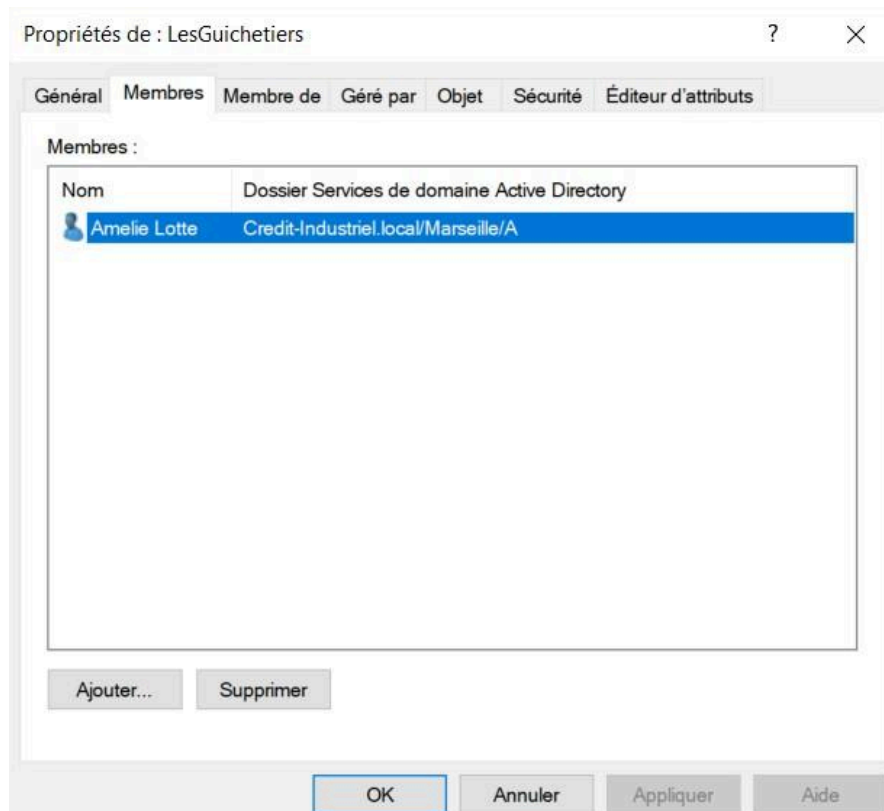 Propriétés de : LesGuichetiers ?
Général Membres Membre de Géré par Objet Sécurité Éditeur d'attributs
Membres :
Nom Dossier Services de domaine Active Directory
Amelie Lotte Credit-Industriel.local/Marseille/A
Ajouter... Supprimer
OK Annuler Appliquer Aide